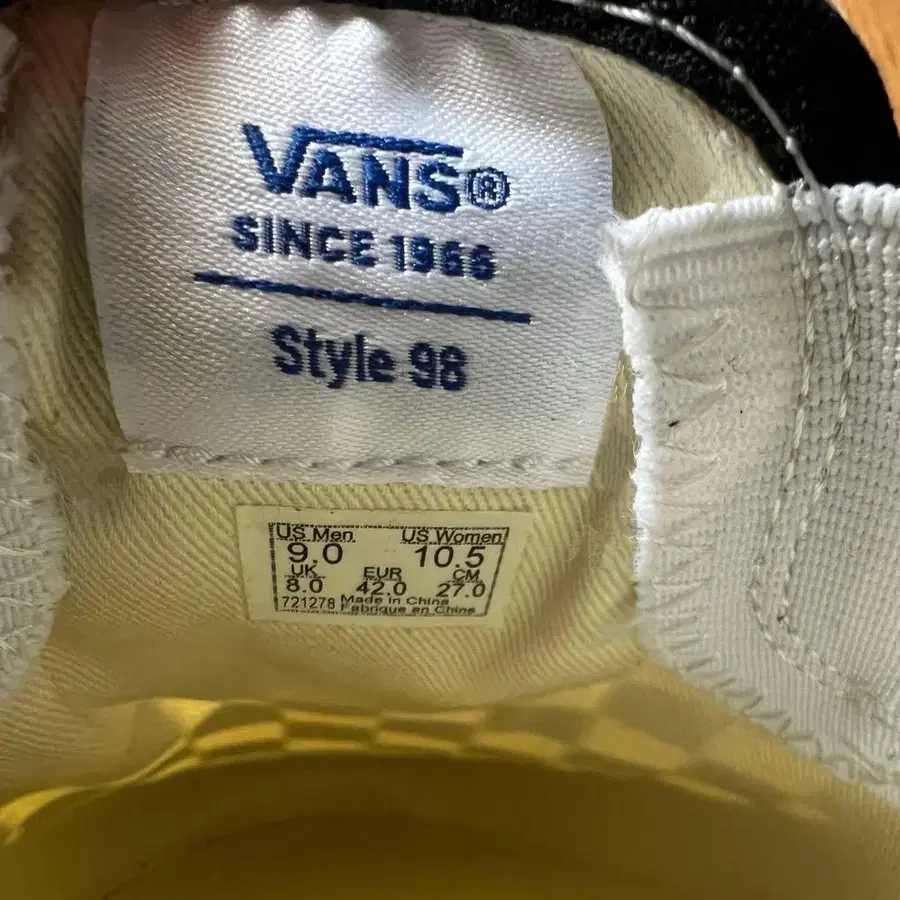 VANS®
SINCE 1966
Style 98
US Men US Women
9.0 10.5
UK EUR CM
8.0 42.0 27.0
721278 Made in China
Fabrique en Chine